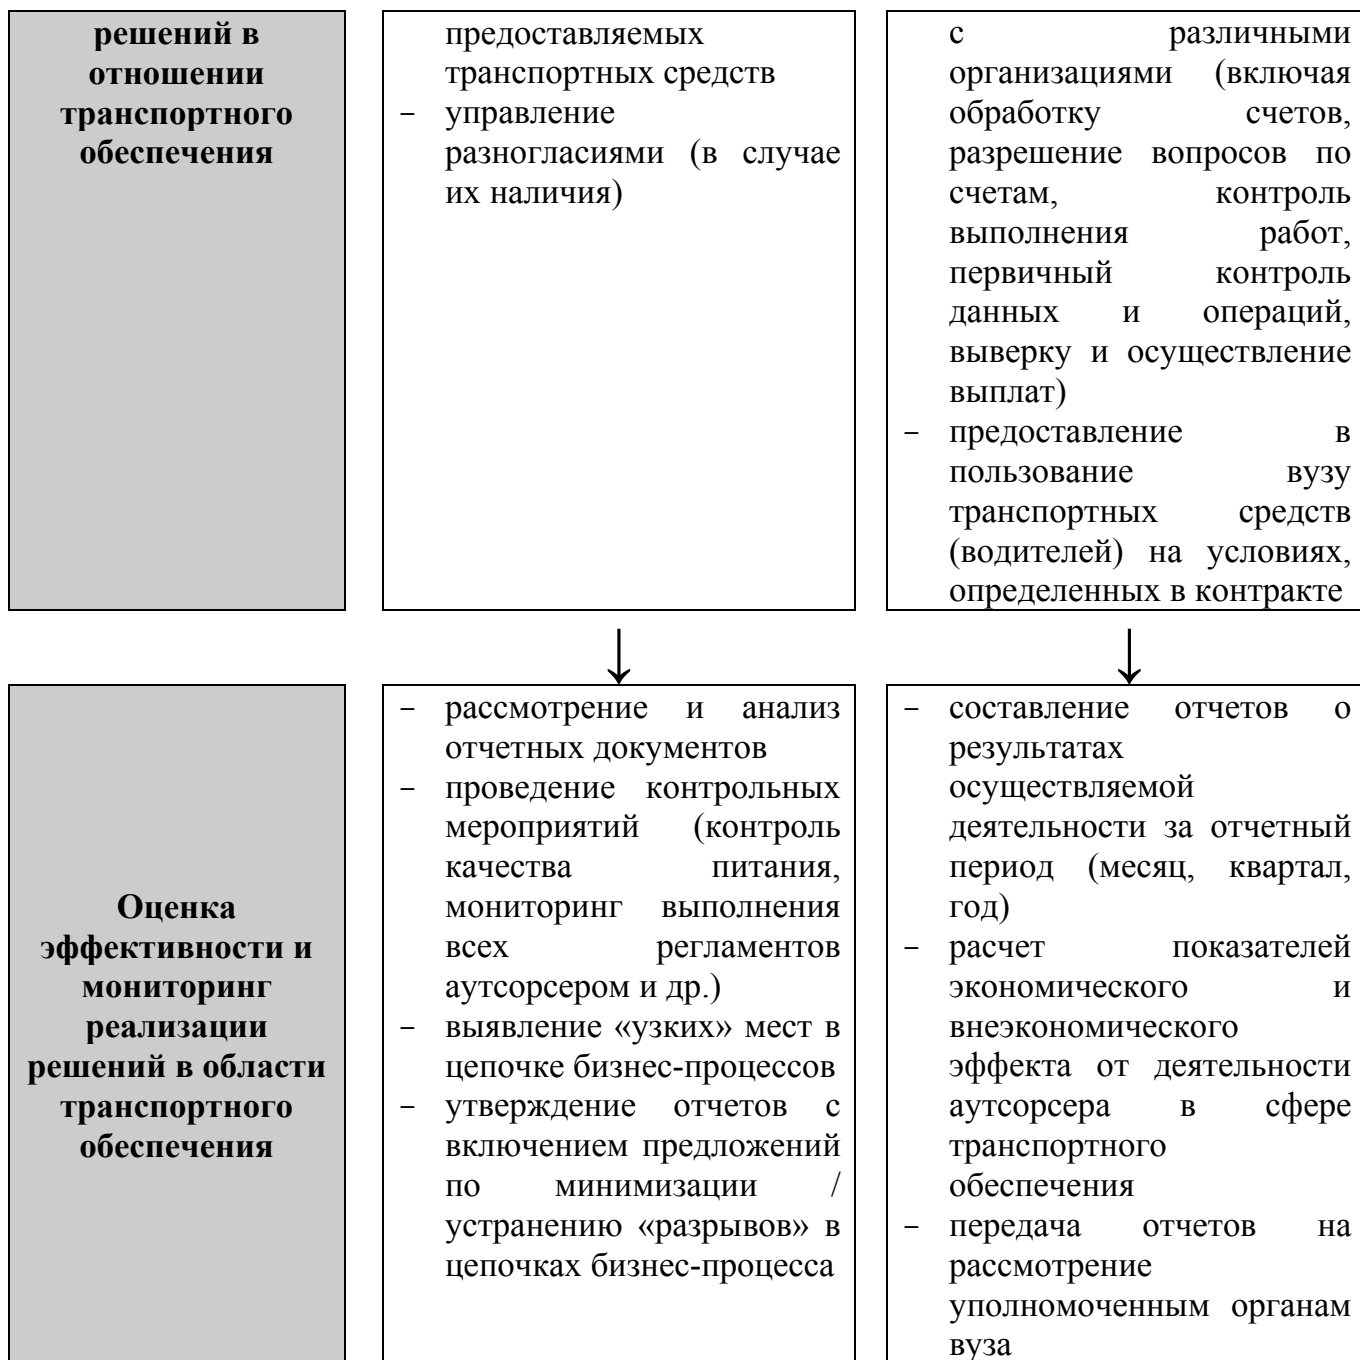 решений в
отношении
транспортного
обеспечения
предоставляемых
транспортных средств
- управление
разногласиями (в случае
их наличия)
с различными
организациями (включая
обработку счетов,
разрешение вопросов по
счетам, контроль
выполнения работ,
первичный контроль
данных и операций,
выверку и осуществление
выплат)
- предоставление в
пользование вузу
транспортных средств
(водителей) на условиях,
определенных в контракте
Оценка
эффективности и
мониторинг
реализации
решений в области
транспортного
обеспечения
- рассмотрение и анализ
отчетных документов
- проведение контрольных
мероприятий (контроль
качества питания,
мониторинг выполнения
всех регламентов
аутсорсером и др.)
- выявление «узких» мест в
цепочке бизнес-процессов
- утверждение отчетов с
включением предложений
по минимизации /
устранению «разрывов» в
цепочках бизнес-процесса
- составление отчетов о
результатах
осуществляемой
деятельности за отчетный
период (месяц, квартал,
год)
- расчет показателей
экономического и
внеэкономического
эффекта от деятельности
аутсорсера в сфере
транспортного
обеспечения
- передача отчетов на
рассмотрение
уполномоченным органам
вуза